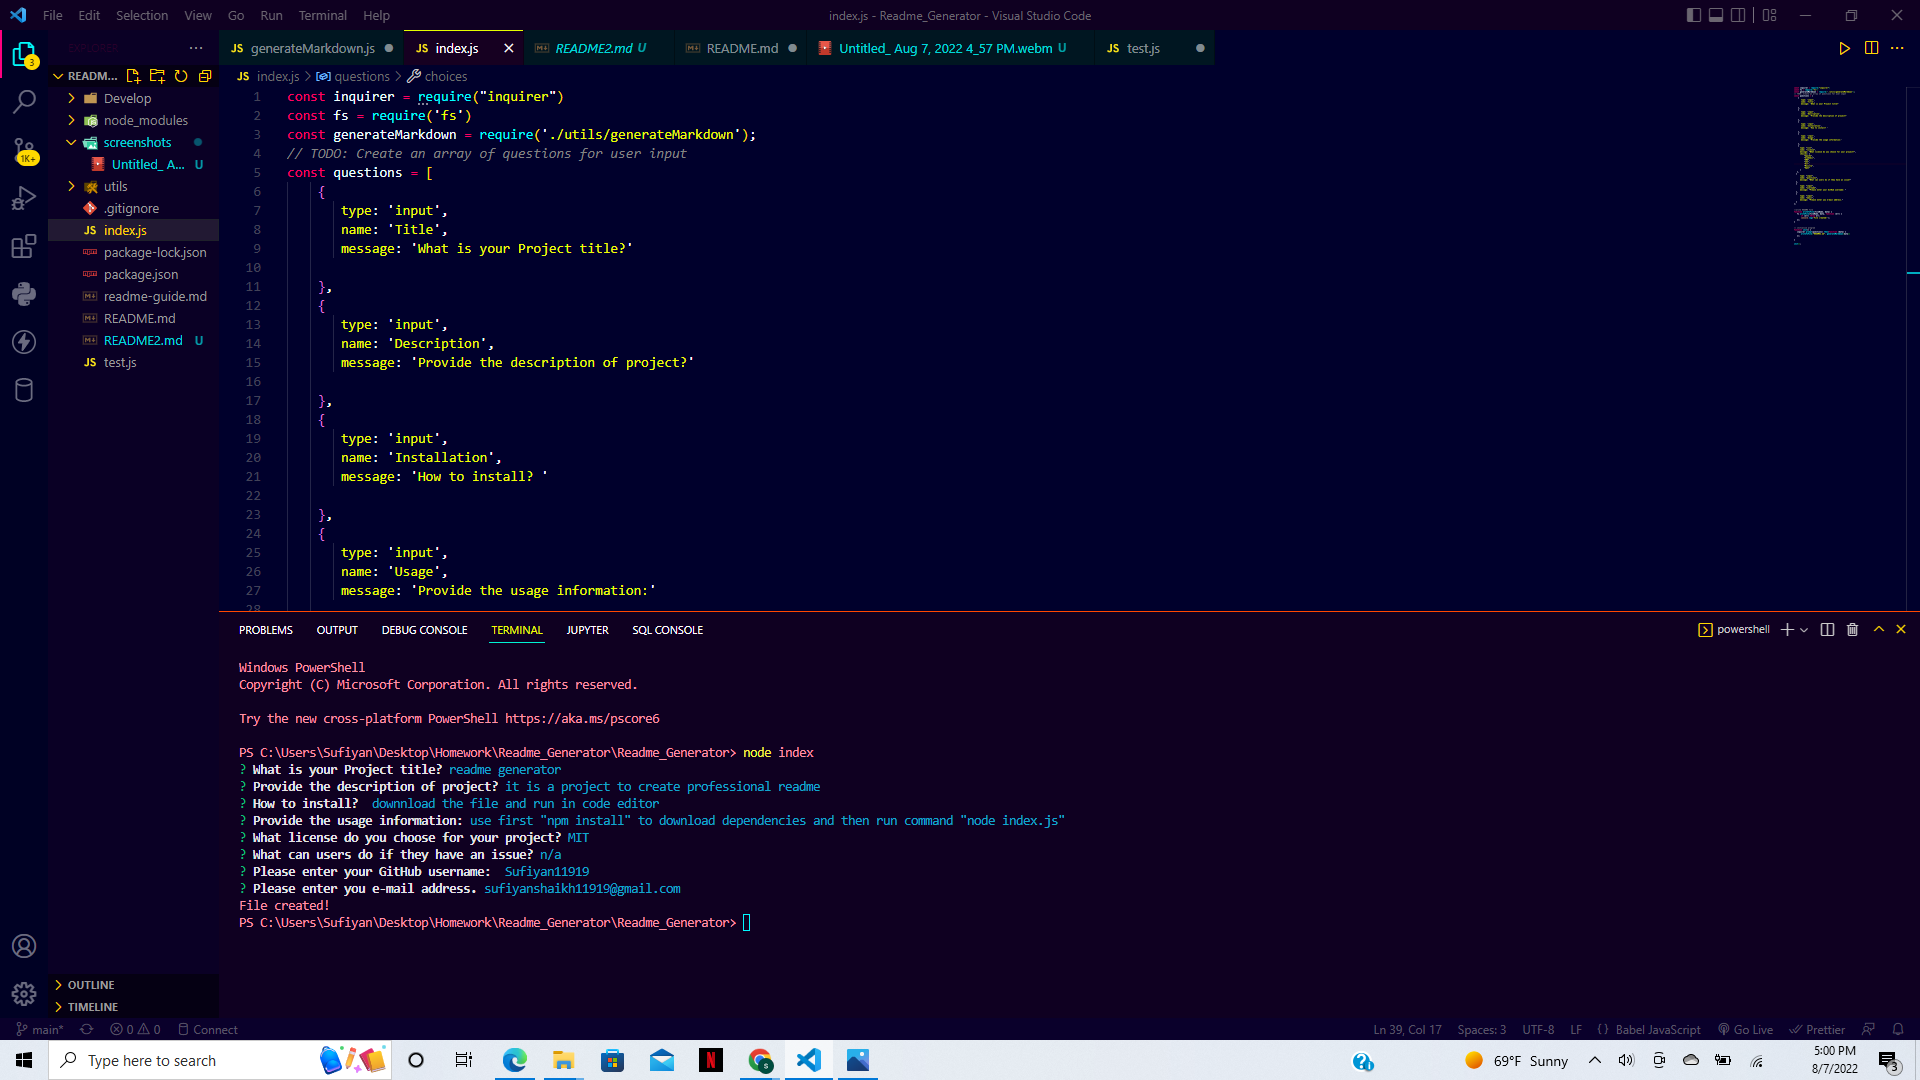 File Edit Selection View Go Run Terminal Help
index.js - Readme_Generator - Visual Studio Code
JS generateMarkdown.js
JS index.js
README2.md U
README.md
Untitled_ Aug 7, 2022 4_57 PM.webm U
JS test.js
JS index.js > questions > choices
3
1K+
READM...
Develop
node_modules
screenshots
Untitled_ A... U
utils
.gitignore
JS index.js
package-lock.json
package.json
readme-guide.md
README.md
README2.md U
JS test.js
OUTLINE
TIMELINE
1 const inquirer = require("inquirer")
2 const fs = require('fs')
3 const generateMarkdown = require('./utils/generateMarkdown');
4 // TODO: Create an array of questions for user input
5 const questions = [
6 {
7 type: 'input',
8 name: 'Title',
9 message: 'What is your Project title?'
10
11 },
12 {
13 type: 'input',
14 name: 'Description',
15 message: 'Provide the description of project?'
16
17 },
18 {
19 type: 'input',
20 name: 'Installation',
21 message: 'How to install? '
22
23 },
24 {
25 type: 'input',
26 name: 'Usage',
27 message: 'Provide the usage information:'
28
PROBLEMS OUTPUT DEBUG CONSOLE TERMINAL JUPYTER SQL CONSOLE
powershell
Windows PowerShell
Copyright (C) Microsoft Corporation. All rights reserved.
Try the new cross-platform PowerShell https://aka.ms/pscore6
PS C:\Users\Sufiyan\Desktop\Homework\Readme_Generator\Readme_Generator> node index
? What is your Project title? readme generator
? Provide the description of project? it is a project to create professional readme
? How to install?  downnload the file and run in code editor
? Provide the usage information: use first "npm install" to download dependencies and then run command "node index.js"
? What license do you choose for your project? MIT
? What can users do if they have an issue? n/a
? Please enter your GitHub username:  Sufiyan11919
? Please enter you e-mail address. sufiyanshaikh11919@gmail.com
File created!
PS C:\Users\Sufiyan\Desktop\Homework\Readme_Generator\Readme_Generator>
main* 0 0 Connect
Ln 39, Col 17 Spaces: 3 UTF-8 LF {} Babel JavaScript Go Live Prettier
Type here to search
69°F Sunny
5:00 PM
8/7/2022
3